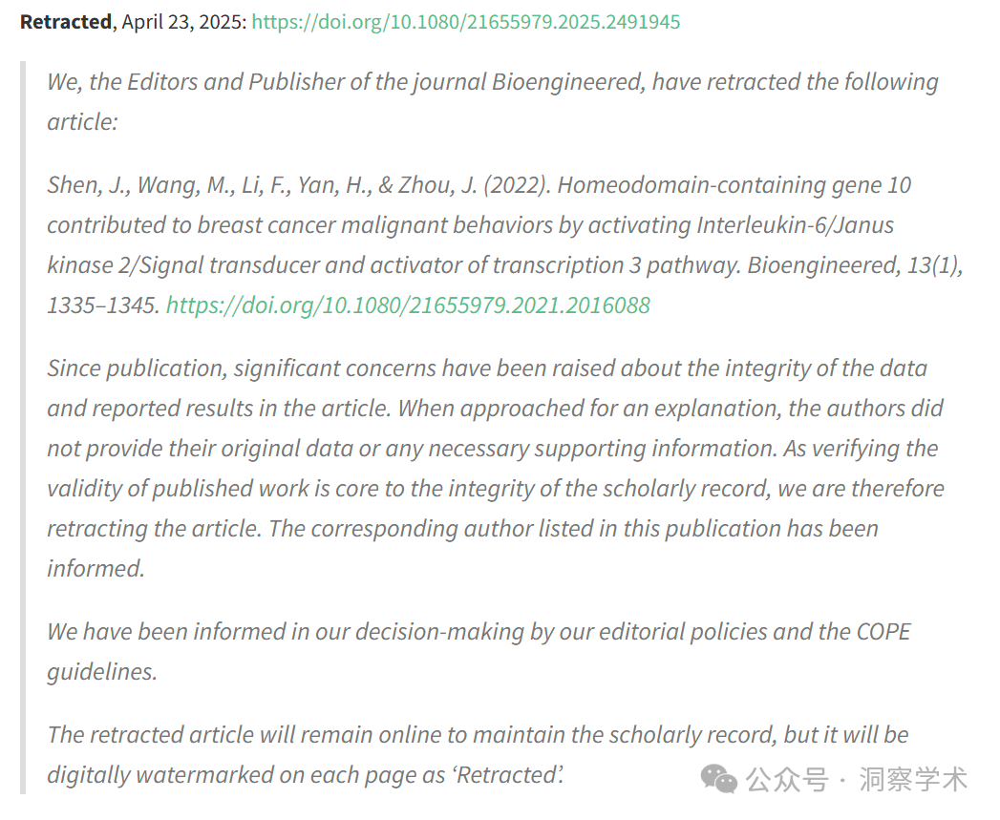 Retracted, April 23, 2025: https://doi.org/10.1080/21655979.2025.2491945
We, the Editors and Publisher of the journal Bioengineered, have retracted the following
article:
Shen, J., Wang, M., Li, F., Yan, H., & Zhou, J. (2022). Homeodomain-containing gene 10
contributed to breast cancer malignant behaviors by activating Interleukin-6/Janus
kinase 2/Signal transducer and activator of transcription 3 pathway. Bioengineered, 13(1),
1335–1345. https://doi.org/10.1080/21655979.2021.2016088
Since publication, significant concerns have been raised about the integrity of the data
and reported results in the article. When approached for an explanation, the authors did
not provide their original data or any necessary supporting information. As verifying the
validity of published work is core to the integrity of the scholarly record, we are therefore
retracting the article. The corresponding author listed in this publication has been
informed.
We have been informed in our decision-making by our editorial policies and the COPE
guidelines.
The retracted article will remain online to maintain the scholarly record, but it will be
digitally watermarked on each page as ‘Retracted’.
公众号 · 洞察学术